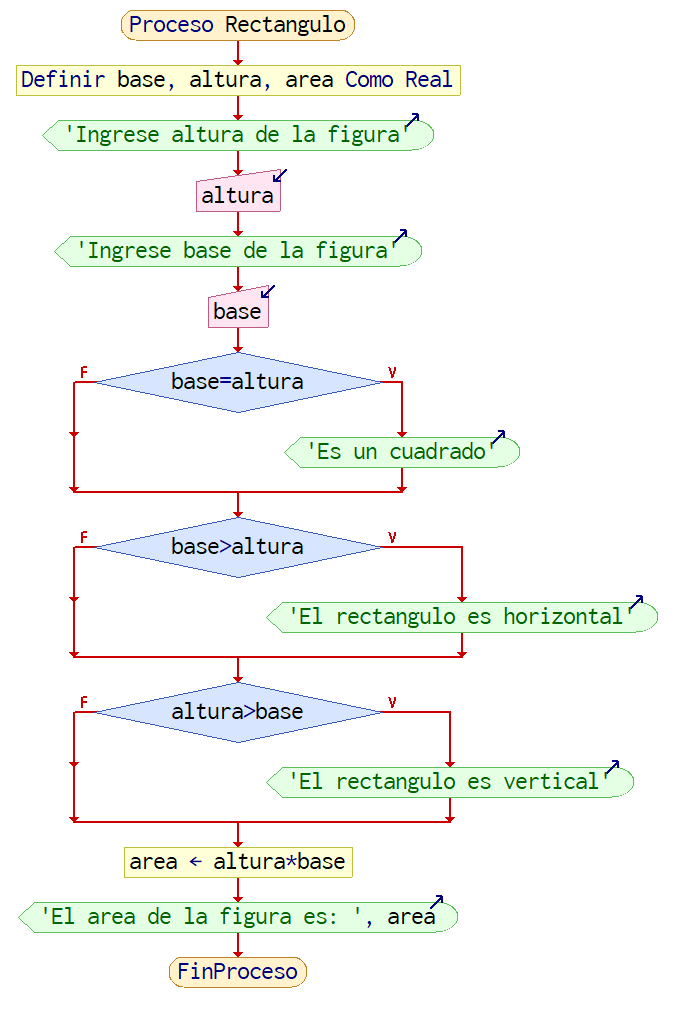 Proceso Rectangulo
Definir base, altura, area Como Real
'Ingrese altura de la figura'
altura
'Ingrese base de la figura'
base
F
base=altura
V
'Es un cuadrado'
F
base>altura
V
'El rectangulo es horizontal'
F
altura>base
V
'El rectangulo es vertical'
area ← altura*base
'El area de la figura es: ', area
FinProceso